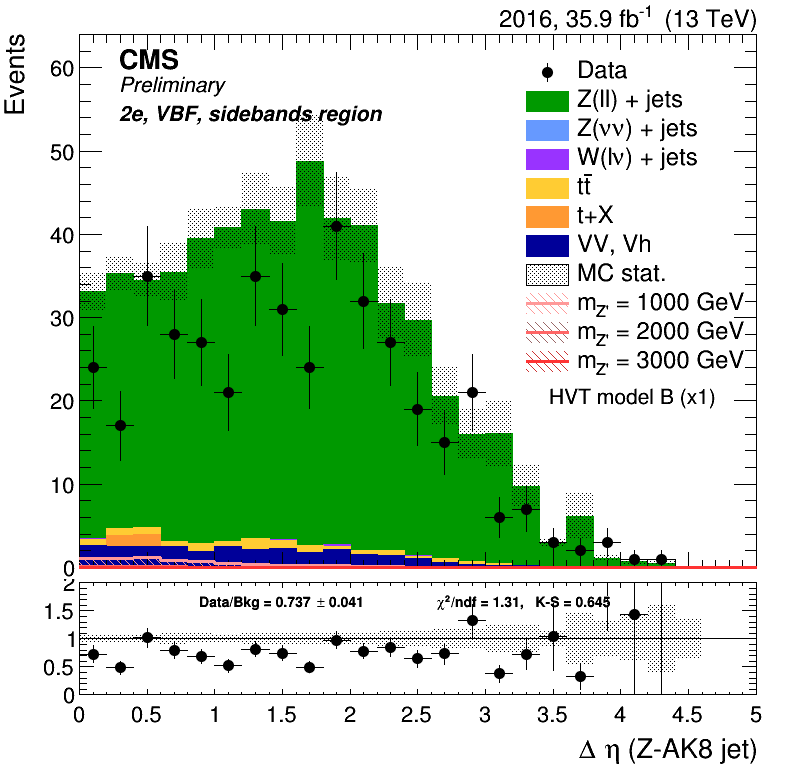 2016, 35.9 fb⁻¹ (13 TeV)
Events
CMS
Preliminary
2e, VBF, sidebands region
Data
Z(ll) + jets
Z(νν) + jets
W(lν) + jets
tt̄
t+X
VV, Vh
MC stat.
m_Z' = 1000 GeV
m_Z' = 2000 GeV
m_Z' = 3000 GeV
HVT model B (x1)
60
50
40
30
20
10
0
Data/Bkg = 0.737 ± 0.041 χ²/ndf = 1.31, K-S = 0.645
2
1.5
1
0.5
0
0 0.5 1 1.5 2 2.5 3 3.5 4 4.5 5
Δ η (Z-AK8 jet)